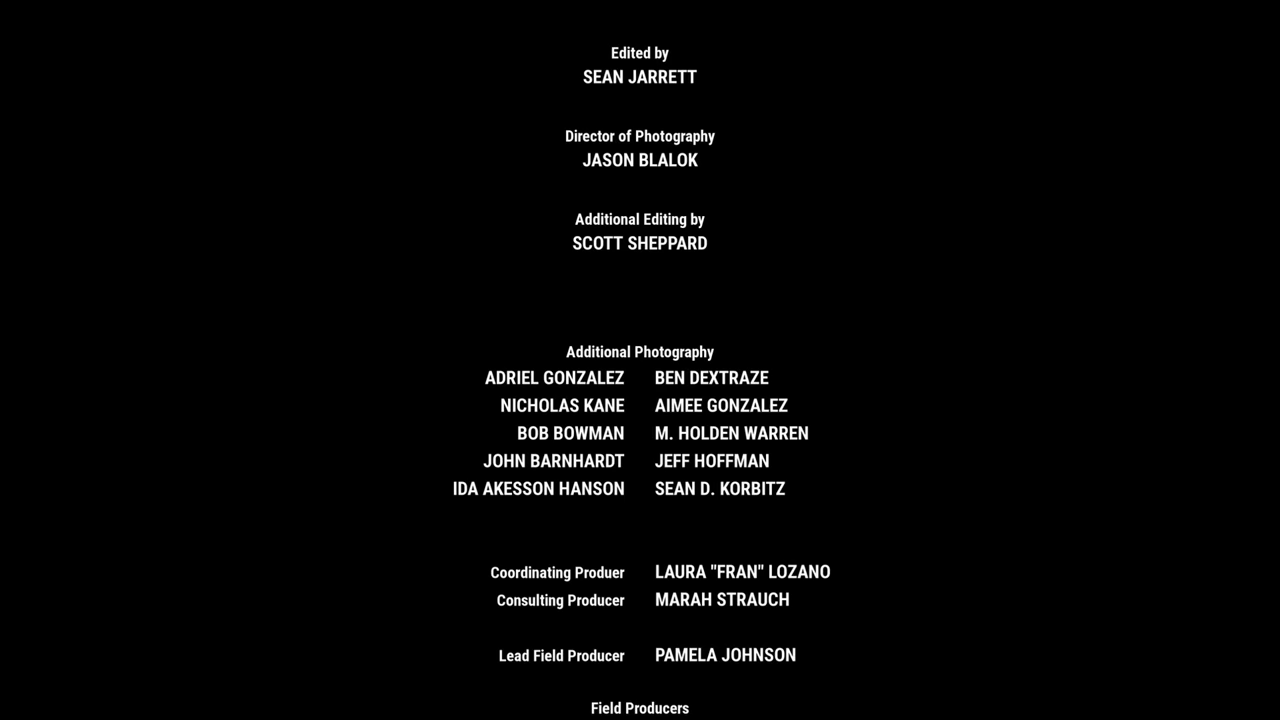 Edited by
SEAN JARRETT
Director of Photography
JASON BLALOK
Additional Editing by
SCOTT SHEPPARD
Additional Photography
ADRIEL GONZALEZ BEN DEXTRAZE
NICHOLAS KANE AIMEE GONZALEZ
BOB BOWMAN M. HOLDEN WARREN
JOHN BARNHARDT JEFF HOFFMAN
IDA AKESSON HANSON SEAN D. KORBITZ
Coordinating Produer LAURA "FRAN" LOZANO
Consulting Producer MARAH STRAUCH
Lead Field Producer PAMELA JOHNSON
Field Producers